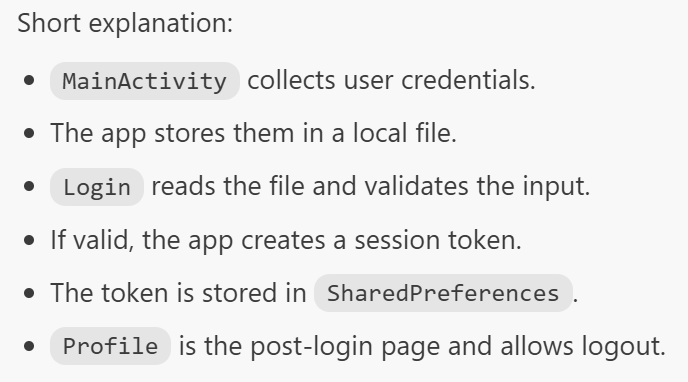 Short explanation:
• MainActivity collects user credentials.
• The app stores them in a local file.
• Login reads the file and validates the input.
• If valid, the app creates a session token.
• The token is stored in SharedPreferences.
• Profile is the post-login page and allows logout.